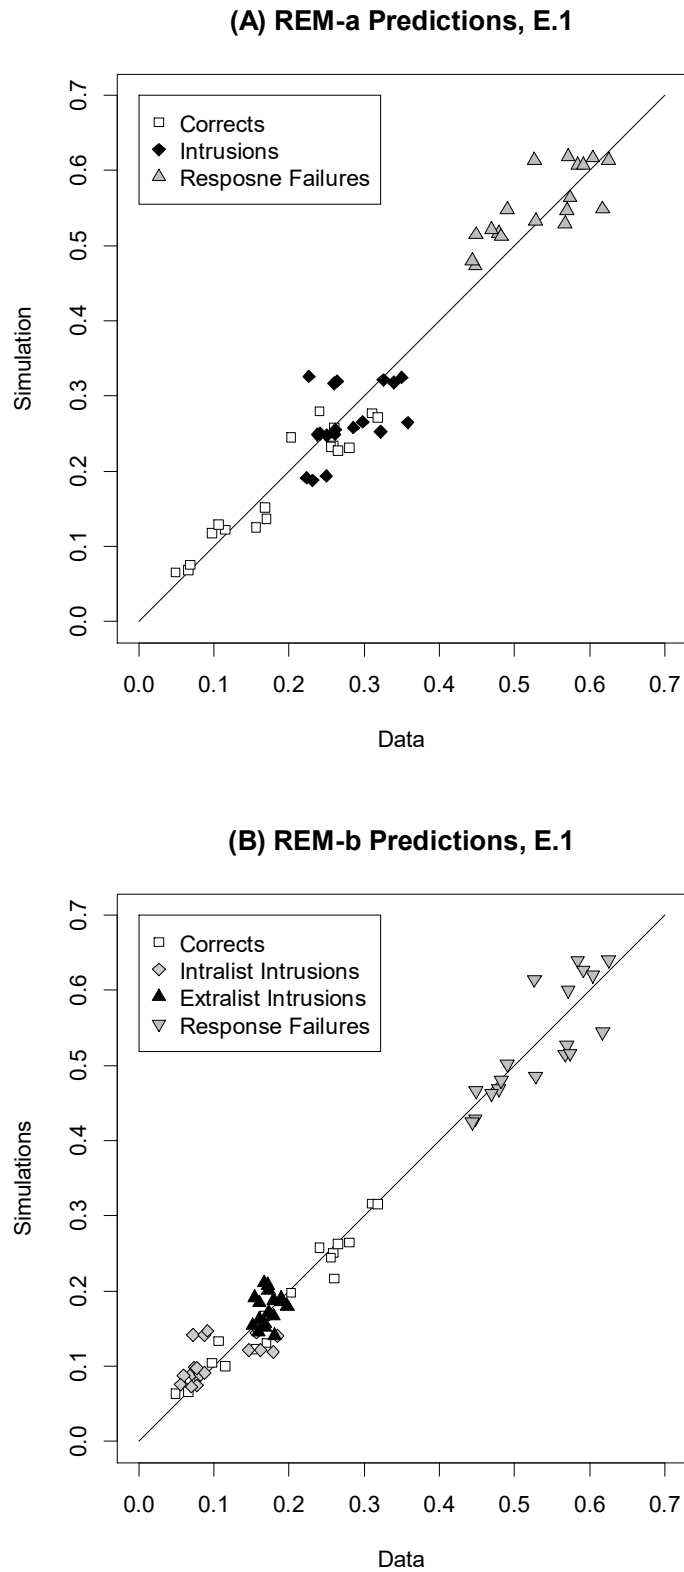 (A) REM-a Predictions, E.1
0.7
0.6
0.5
0.4
0.3
0.2
0.1
0.0
Simulation
Corrects
Intrusions
Resposne Failures
0.0 0.1 0.2 0.3 0.4 0.5 0.6 0.7
Data
(B) REM-b Predictions, E.1
0.7
0.6
0.5
0.4
0.3
0.2
0.1
0.0
Simulations
Corrects
Intralist Intrusions
Extralist Intrusions
Response Failures
0.0 0.1 0.2 0.3 0.4 0.5 0.6 0.7
Data